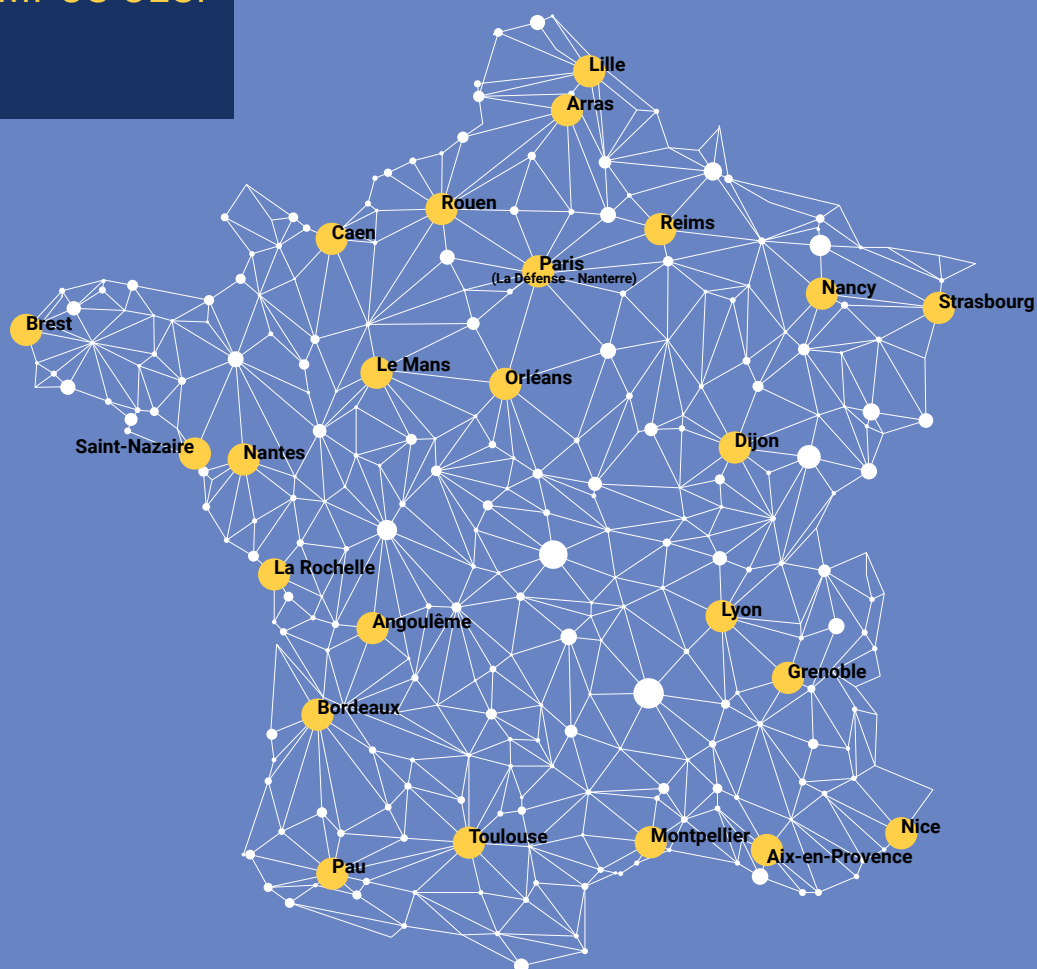 Lille
Arras
Rouen
Reims
Caen
Paris
(La Défense - Nanterre)
Nancy
Strasbourg
Brest
Le Mans
Orléans
Dijon
Saint-Nazaire
Nantes
La Rochelle
Angoulême
Lyon
Grenoble
Bordeaux
Toulouse
Montpellier
Nice
Aix-en-Provence
Pau